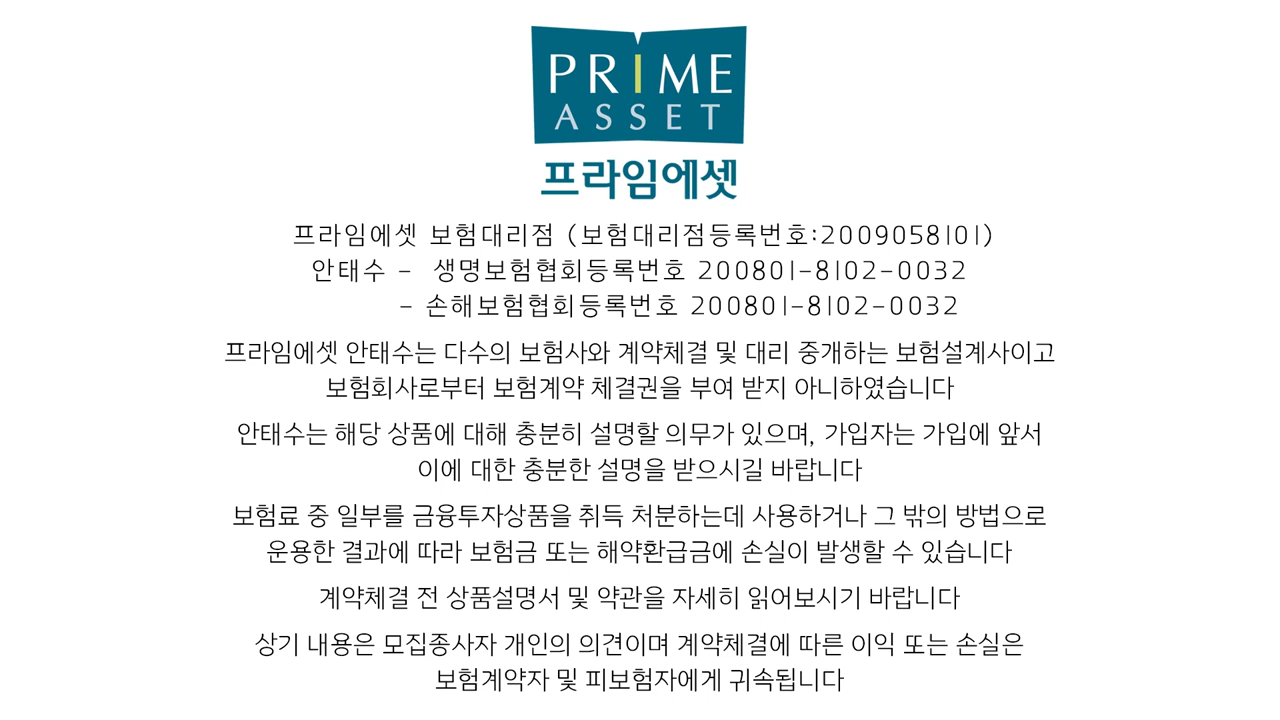 PRIME
ASSET
프라임에셋
프라임에셋 보험대리점 (보험대리점등록번호:2009058101)
안태수 - 생명보험협회등록번호 200801-8102-0032
- 손해보험협회등록번호 200801-8102-0032
프라임에셋 안태수는 다수의 보험사와 계약체결 및 대리 중개하는 보험설계사이고
보험회사로부터 보험계약 체결권을 부여 받지 아니하였습니다
안태수는 해당 상품에 대해 충분히 설명할 의무가 있으며, 가입자는 가입에 앞서
이에 대한 충분한 설명을 받으시길 바랍니다
보험료 중 일부를 금융투자상품을 취득 처분하는데 사용하거나 그 밖의 방법으로
운용한 결과에 따라 보험금 또는 해약환급금에 손실이 발생할 수 있습니다
계약체결 전 상품설명서 및 약관을 자세히 읽어보시기 바랍니다
상기 내용은 모집종사자 개인의 의견이며 계약체결에 따른 이익 또는 손실은
보험계약자 및 피보험자에게 귀속됩니다